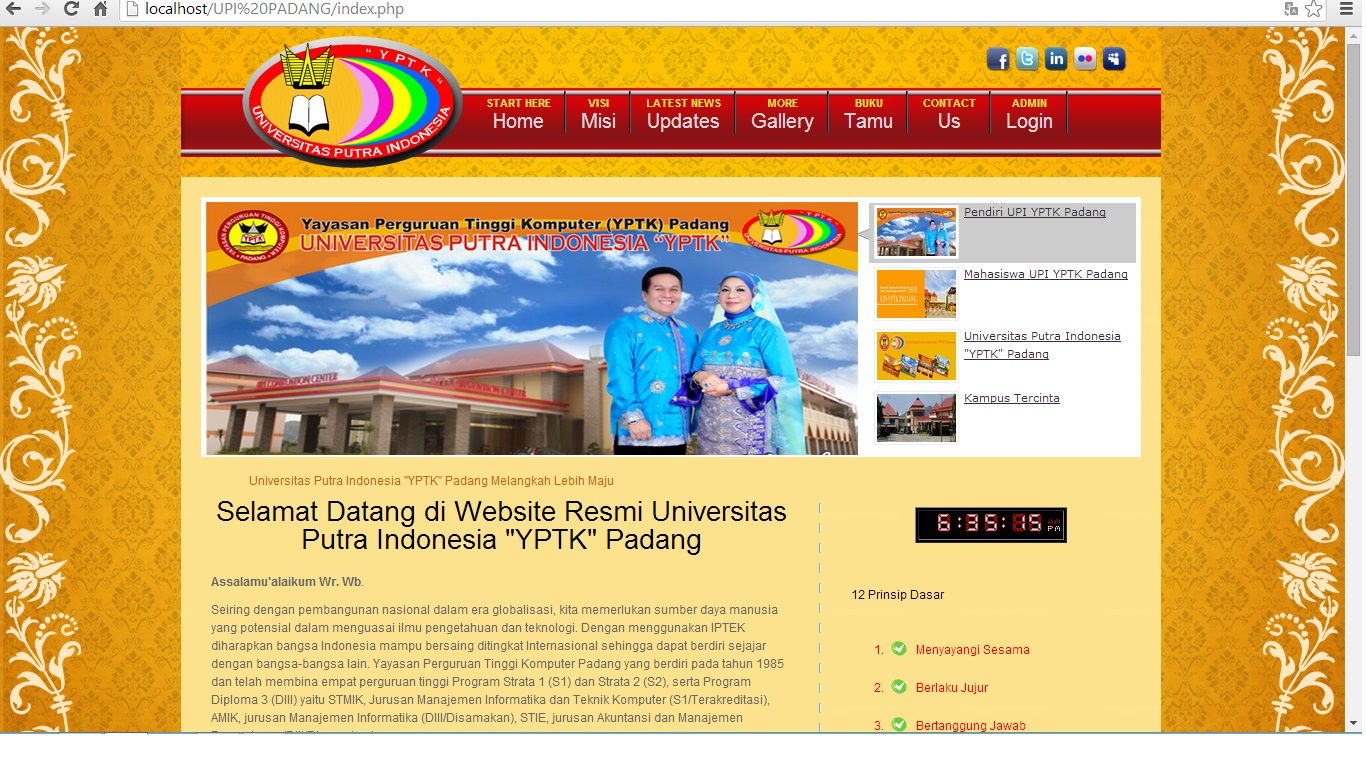 localhost/UPI%20PADANG/index.php
" Y P T K "
UNIVERSITAS PUTRA INDONESIA
START HERE
Home
VISI
Misi
LATEST NEWS
Updates
MORE
Gallery
BUKU
Tamu
CONTACT
Us
ADMIN
Login
Yayasan Perguruan Tinggi Komputer (YPTK) Padang
UNIVERSITAS PUTRA INDONESIA "YPTK"
YPTK
Pendiri UPI YPTK Padang
Mahasiswa UPI YPTK Padang
Universitas Putra Indonesia
"YPTK" Padang
Kampus Tercinta
Universitas Putra Indonesia "YPTK" Padang Melangkah Lebih Maju
Selamat Datang di Website Resmi Universitas
Putra Indonesia "YPTK" Padang
Assalamu'alaikum Wr. Wb.
Seiring dengan pembangunan nasional dalam era globalisasi, kita memerlukan sumber daya manusia
yang potensial dalam menguasai ilmu pengetahuan dan teknologi. Dengan menggunakan IPTEK
diharapkan bangsa Indonesia mampu bersaing ditingkat Internasional sehingga dapat berdiri sejajar
dengan bangsa-bangsa lain. Yayasan Perguruan Tinggi Komputer Padang yang berdiri pada tahun 1985
dan telah membina empat perguruan tinggi Program Strata 1 (S1) dan Strata 2 (S2), serta Program
Diploma 3 (DIII) yaitu STMIK, Jurusan Manajemen Informatika dan Teknik Komputer (S1/Terakreditasi),
AMIK, jurusan Manajemen Informatika (DIII/Disamakan), STIE, jurusan Akuntansi dan Manajemen
6:35:15 AM PM
12 Prinsip Dasar
1. Menyayangi Sesama
2. Berlaku Jujur
3. Bertanggung Jawab